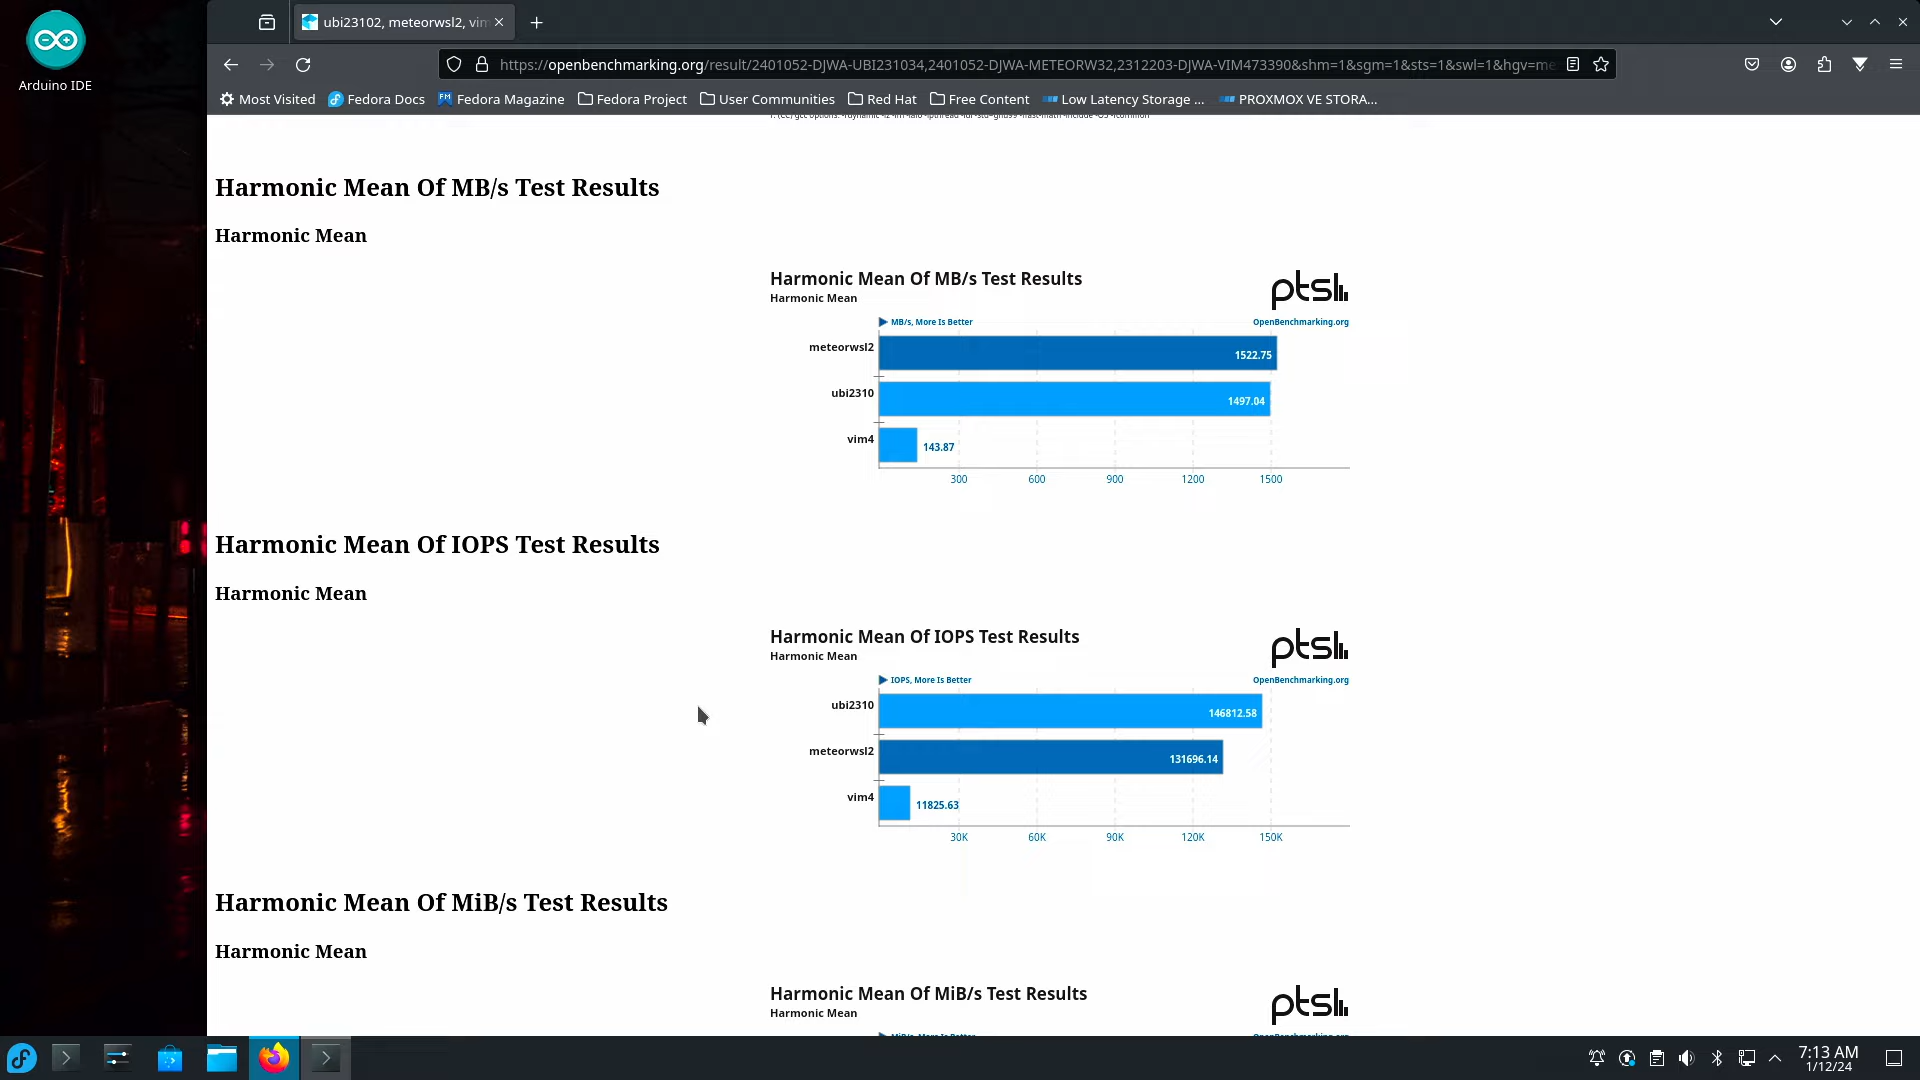 Arduino IDE
ubi23102, meteorwsl2, vim
https://openbenchmarking.org/result/2401052-DJWA-UBI231034,2401052-DJWA-METEORW32,2312203-DJWA-VIM473390&shm=1&sgm=1&sts=1&swl=1&hgv=me
Most Visited Fedora Docs Fedora Magazine Fedora Project User Communities Red Hat Free Content Low Latency Storage ... PROXMOX VE STORA...
Harmonic Mean Of MB/s Test Results
Harmonic Mean
Harmonic Mean Of MB/s Test Results
Harmonic Mean
ptsl
MB/s, More Is Better OpenBenchmarking.org
meteorwsl2 1522.75
ubi2310 1497.04
vim4 143.87
300 600 900 1200 1500
Harmonic Mean Of IOPS Test Results
Harmonic Mean
Harmonic Mean Of IOPS Test Results
Harmonic Mean
ptsl
IOPS, More Is Better OpenBenchmarking.org
ubi2310 146812.58
meteorwsl2 131696.14
vim4 11825.63
30K 60K 90K 120K 150K
Harmonic Mean Of MiB/s Test Results
Harmonic Mean
Harmonic Mean Of MiB/s Test Results
Harmonic Mean
ptsl
7:13 AM
1/12/24